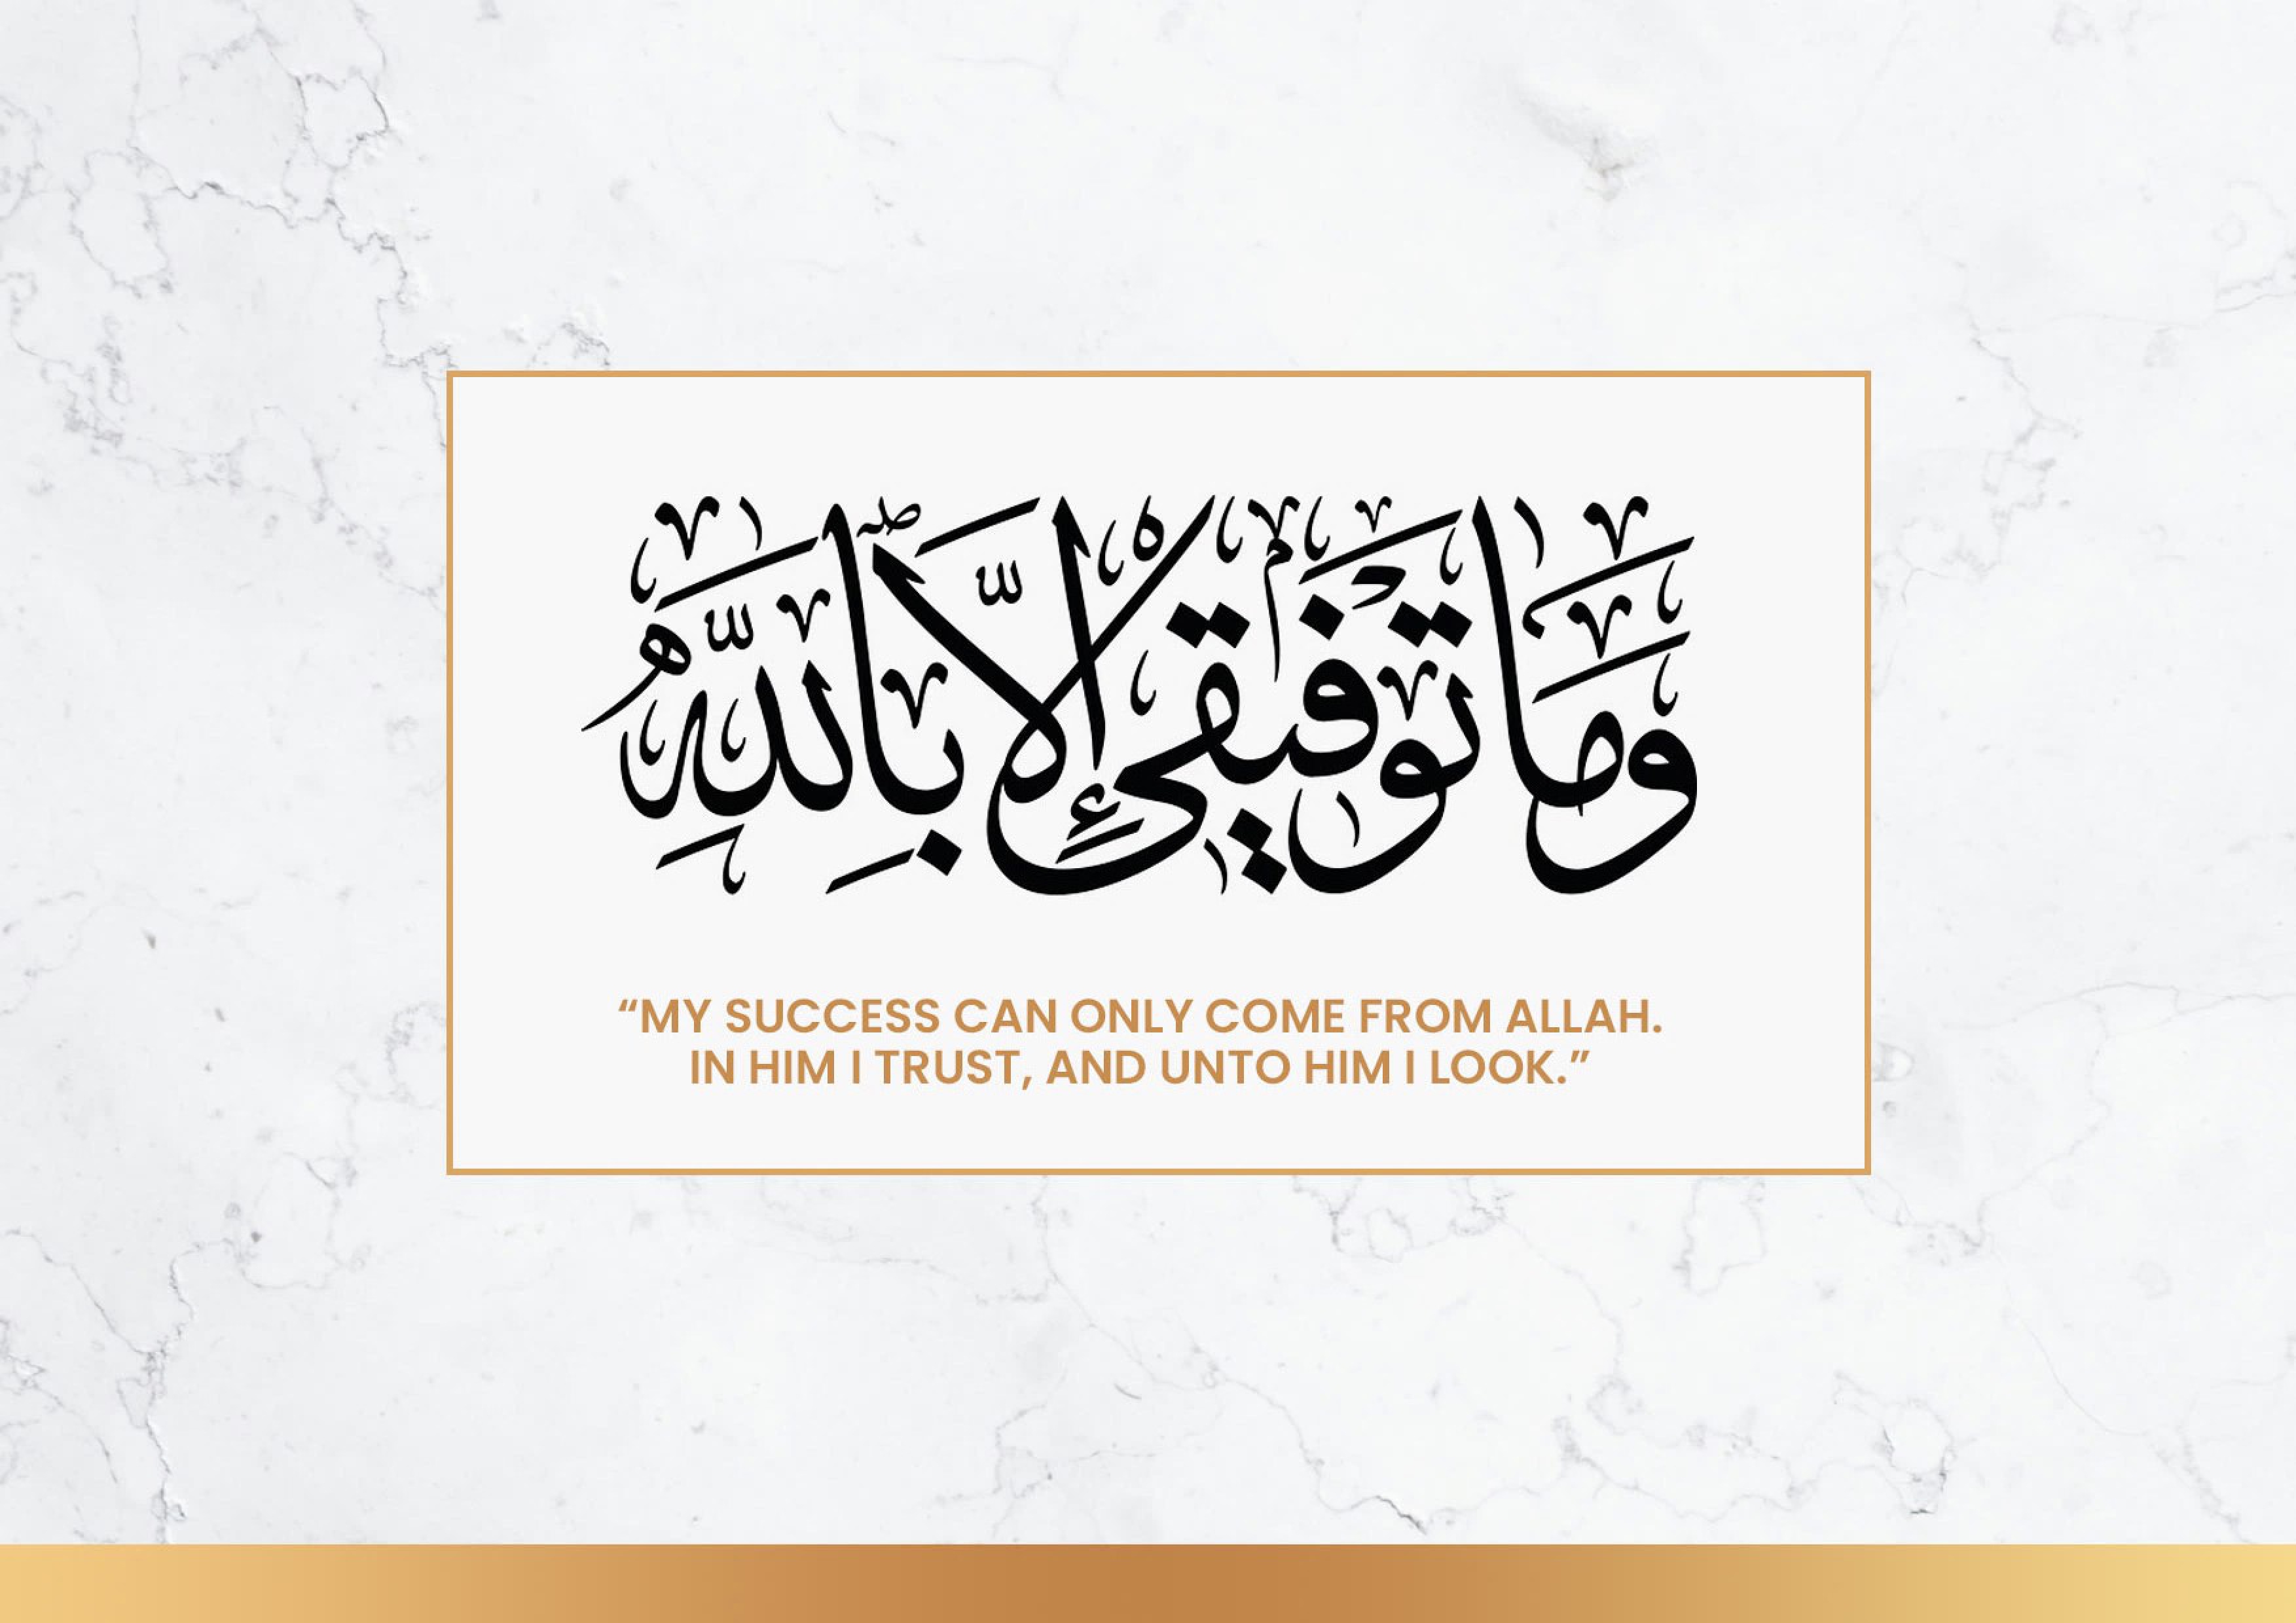 وَمَا تَوْفِيقِىٓ إِلَّا بِٱللَّهِ
“MY SUCCESS CAN ONLY COME FROM ALLAH.
IN HIM I TRUST, AND UNTO HIM I LOOK.”